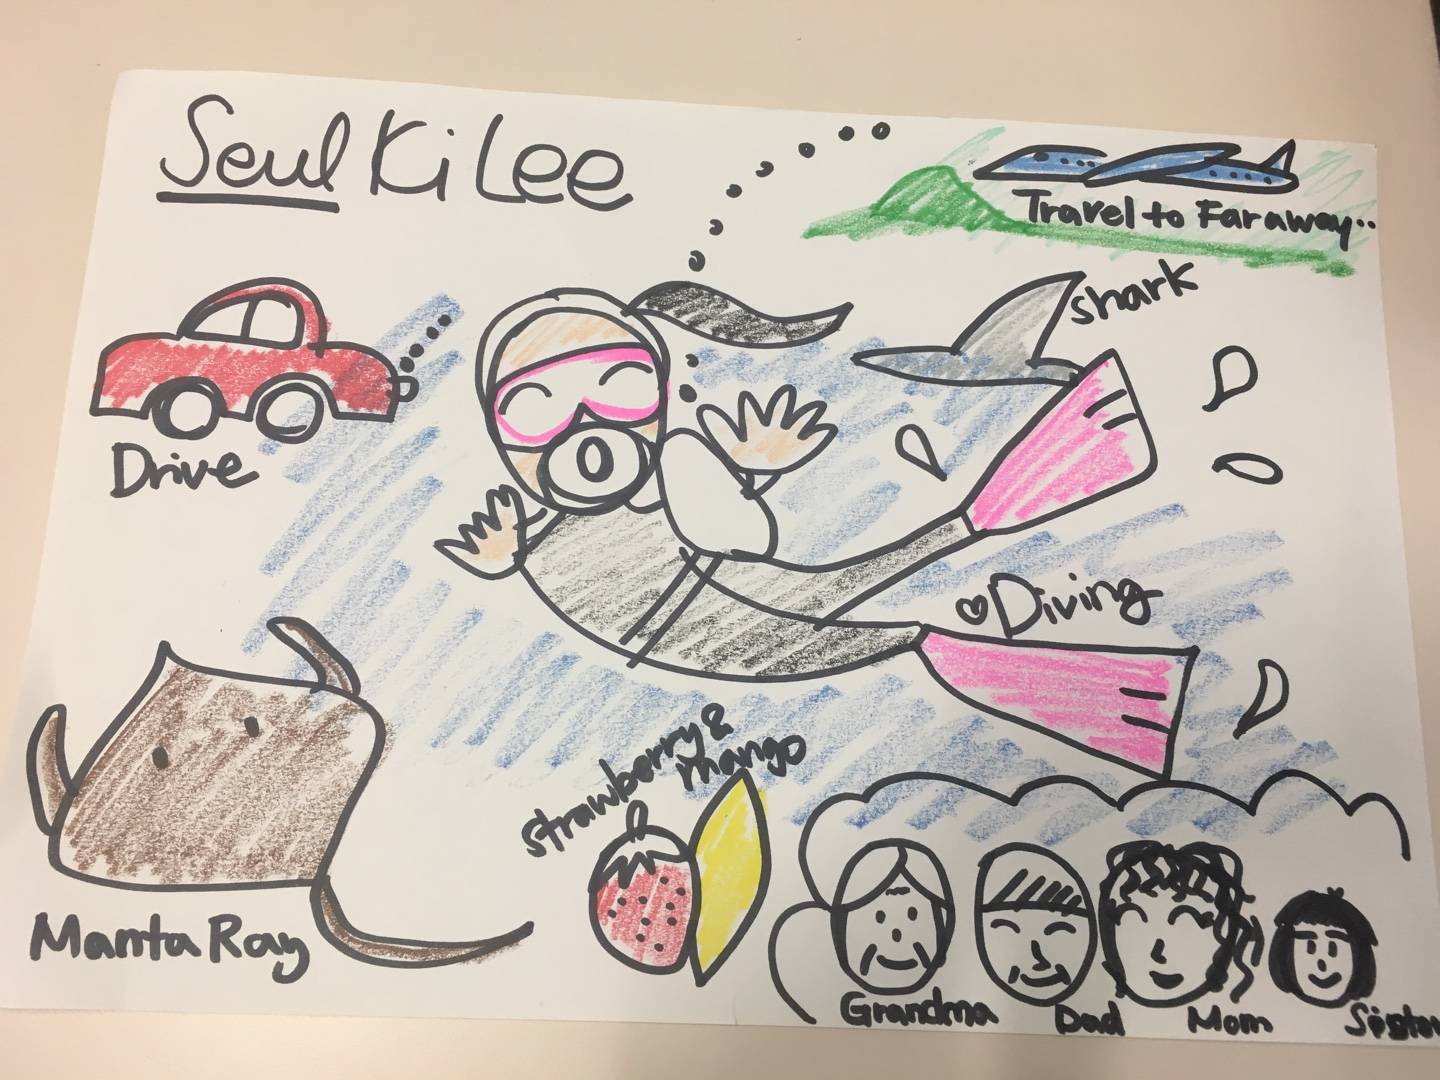 Seul Ki Lee
Travel to Faraway..
Shark
Drive
Diving
strawberry &
mango
Manta Ray
Grandma
Dad
Mom
Sister